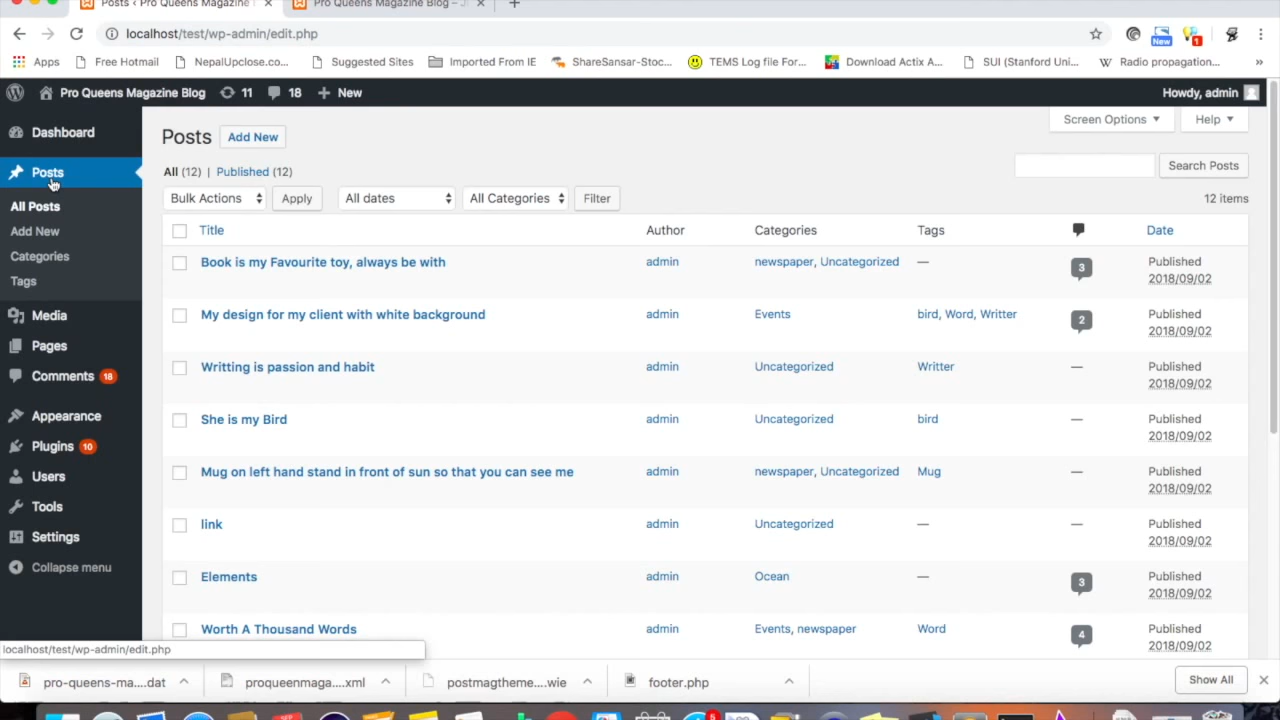 Posts ‹ Pro Queens Magazine
Pro Queens Magazine Blog –
localhost/test/wp-admin/edit.php
New
1
Apps
Free Hotmail
NepalUpclose.co...
Suggested Sites
Imported From IE
ShareSansar-Stoc...
TEMS Log file For...
Download Actix A...
SUI (Stanford Uni...
Radio propagation...
»
Pro Queens Magazine Blog
11
18
New
Howdy, admin
Dashboard
Posts
All Posts
Add New
Categories
Tags
Media
Pages
Comments 18
Appearance
Plugins 10
Users
Tools
Settings
Collapse menu
Screen Options
Help
Posts
Add New
All (12) | Published (12)
Search Posts
Bulk Actions
Apply
All dates
All Categories
Filter
12 items
Title Author Categories Tags Date
Book is my Favourite toy, always be with admin newspaper, Uncategorized — 3 Published
2018/09/02
My design for my client with white background admin Events bird, Word, Writter 2 Published
2018/09/02
Writting is passion and habit admin Uncategorized Writter — Published
2018/09/02
She is my Bird admin Uncategorized bird — Published
2018/09/02
Mug on left hand stand in front of sun so that you can see me admin newspaper, Uncategorized Mug — Published
2018/09/02
link admin Uncategorized — — Published
2018/09/02
Elements admin Ocean — 3 Published
2018/09/02
Worth A Thousand Words admin Events, newspaper Word 4 Published
2018/09/02
localhost/test/wp-admin/edit.php
pro-queens-ma....dat
proqueenmaga....xml
postmagtheme....wie
footer.php
Show All